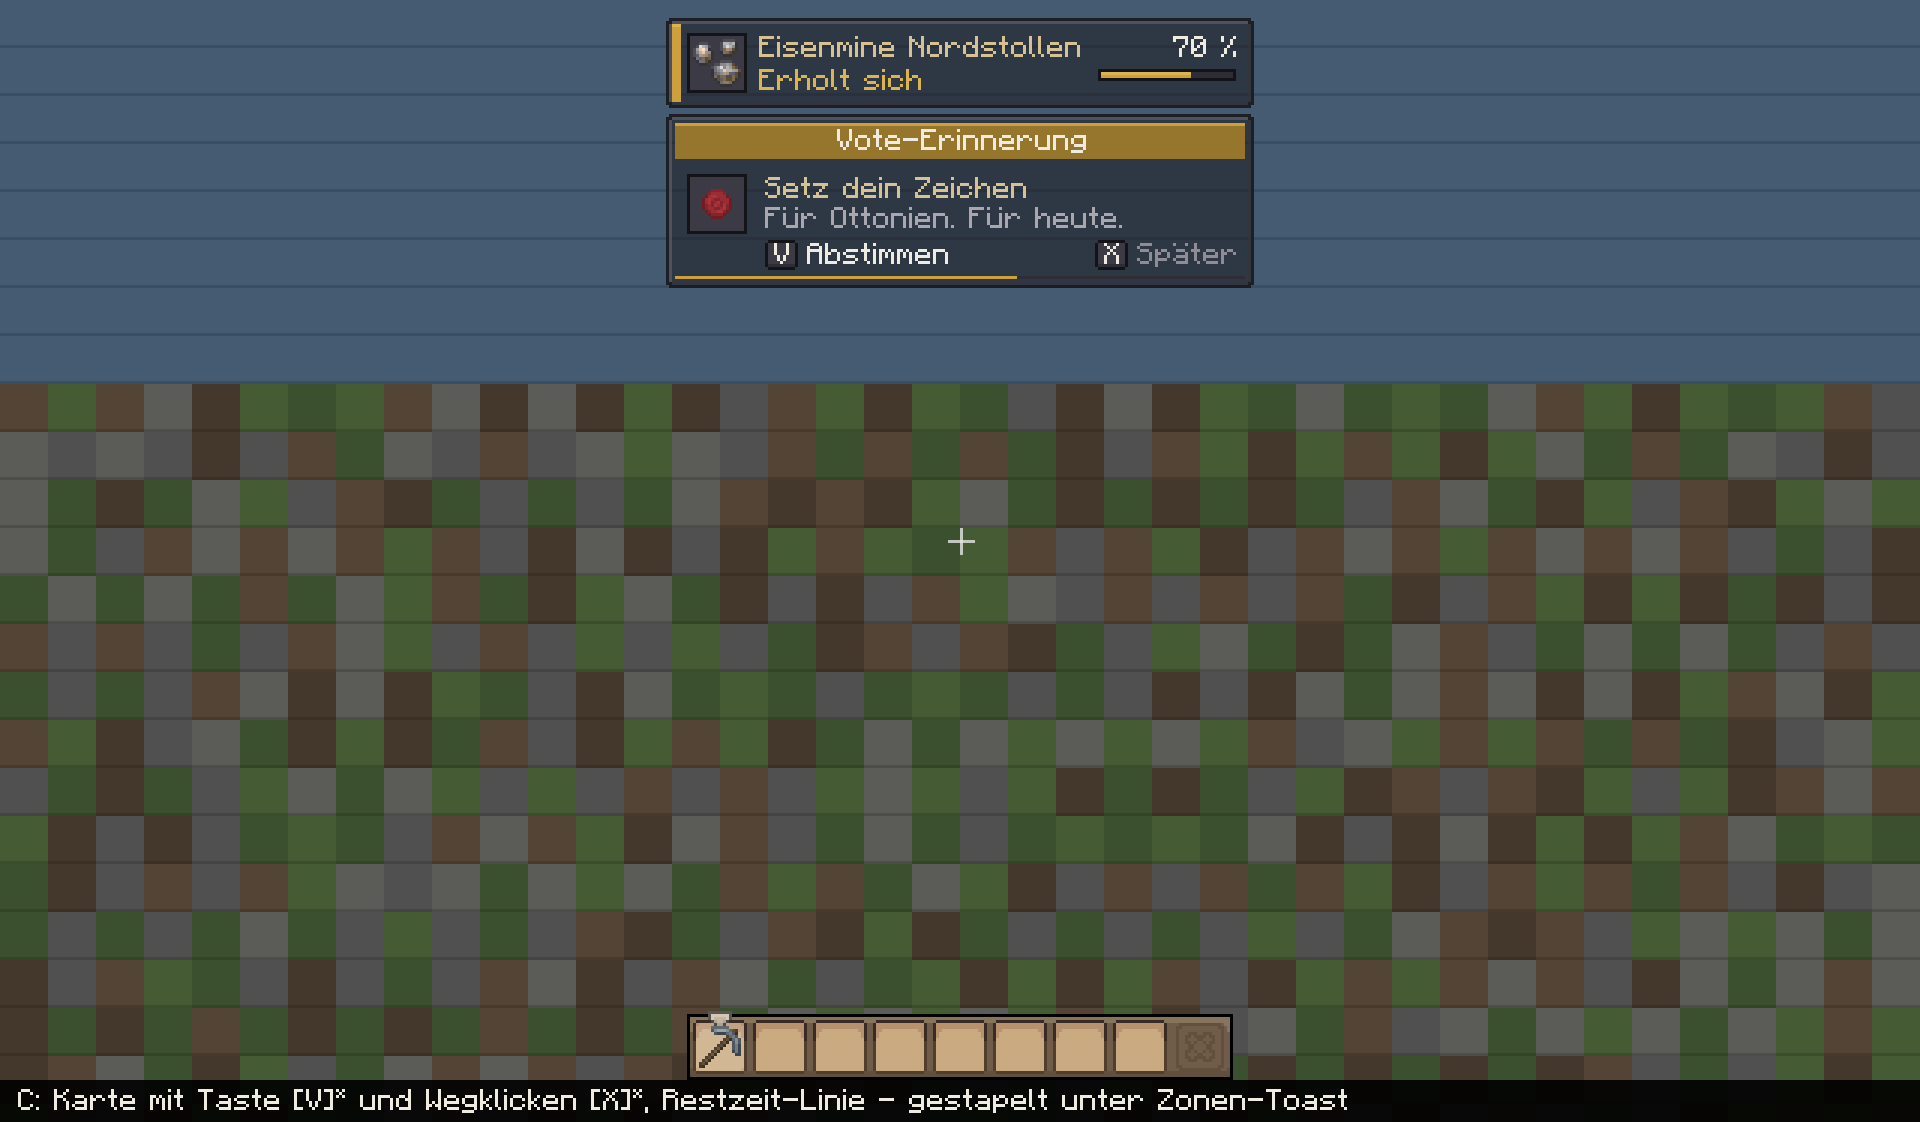 Eisenmine Nordstollen 70 %
Erholt sich
Vote-Erinnerung
Setz dein Zeichen
Für Ottonien. Für heute.
V Abstimmen X Später
C: Karte mit Taste [V]* und Wegklicken [X]*, Restzeit-Linie - gestapelt unter Zonen-Toast